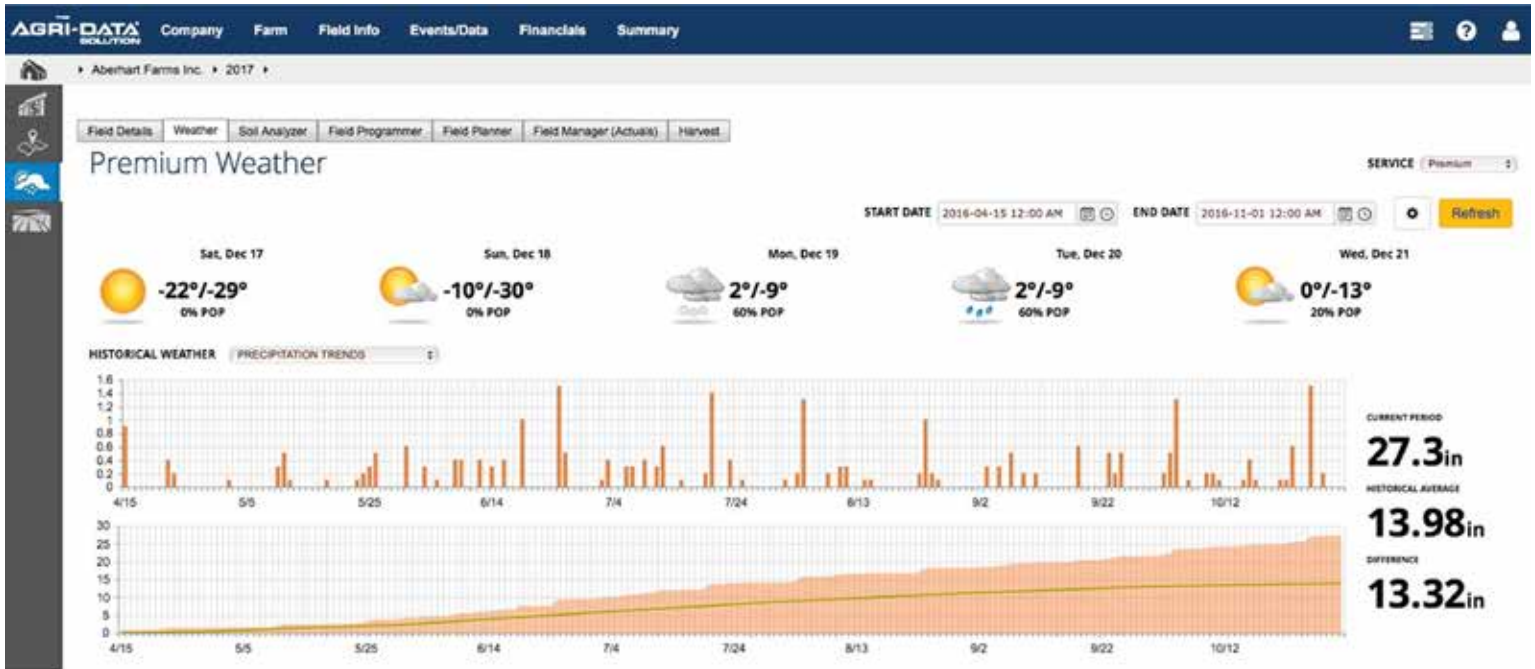 THE
AGRI-DATA Company Farm Field Info Events/Data Financials Summary
SOLUTION
Aberhart Farms Inc. 2017
Field Details Weather Soil Analyzer Field Programmer Field Planner Field Manager (Actuals) Harvest
Premium Weather
SERVICE Premium
START DATE 2016-04-15 12:00 AM END DATE 2016-11-01 12:00 AM Refresh
Sat, Dec 17 Sun, Dec 18 Mon, Dec 19 Tue, Dec 20 Wed, Dec 21
-22°/-29° -10°/-30° 2°/-9° 2°/-9° 0°/-13°
0% POP 0% POP 60% POP 60% POP 20% POP
HISTORICAL WEATHER PRECIPITATION TRENDS
1.6
1.4
1.2
1
0.8
0.6
0.4
0.2
0
4/15 5/5 5/25 6/14 7/4 7/24 8/13 9/2 9/22 10/12
CURRENT PERIOD
27.3in
HISTORICAL AVERAGE
13.98in
DIFFERENCE
13.32in
30
25
20
15
10
5
0
4/15 5/5 5/25 6/14 7/4 7/24 8/13 9/2 9/22 10/12